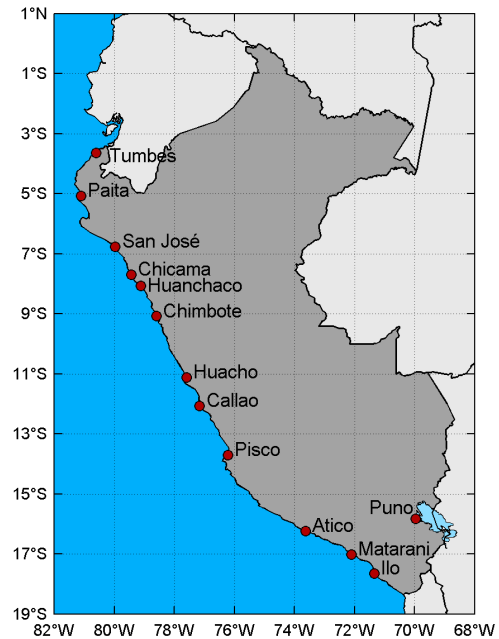 1°N
1°S
3°S
Tumbes
5°S
Paita
San José
7°S
Chicama
Huanchaco
9°S
Chimbote
11°S
Huacho
Callao
13°S
Pisco
15°S
Puno
Atico
17°S
Matarani
Ilo
19°S
82°W 80°W 78°W 76°W 74°W 72°W 70°W 68°W